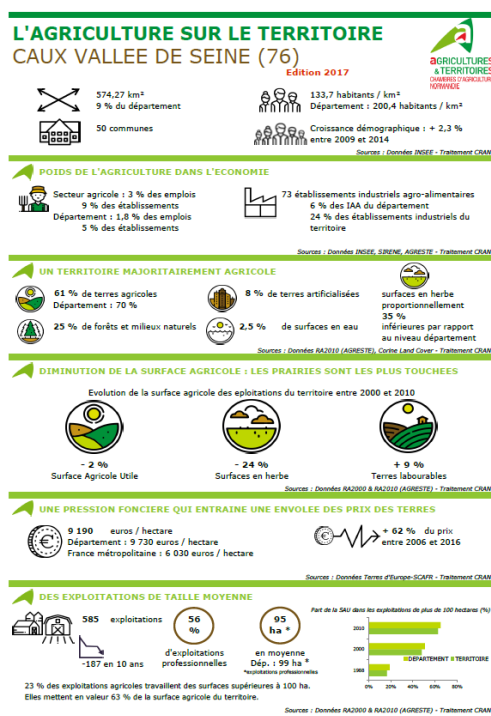 L'AGRICULTURE SUR LE TERRITOIRE
CAUX VALLEE DE SEINE (76)
Edition 2017
aGRICULTURES
& TERRITOIRES
CHAMBRES D'AGRICULTURE
NORMANDIE
574,27 km²
9 % du département
133,7 habitants / km²
Département : 200,4 habitants / km²
50 communes
Croissance démographique : + 2,3 %
entre 2009 et 2014
Sources : Données INSEE - Traitement CRAN
POIDS DE L'AGRICULTURE DANS L'ECONOMIE
Secteur agricole : 3 % des emplois
9 % des établissements
Département : 1,8 % des emplois
5 % des établissements
73 établissements industriels agro-alimentaires
6 % des IAA du département
24 % des établissements industriels du
territoire
Sources : Données INSEE, SIRENE, AGRESTE - Traitement CRAN
UN TERRITOIRE MAJORITAIREMENT AGRICOLE
61 % de terres agricoles
Département : 70 %
8 % de terres artificialisées
surfaces en herbe
proportionnellement
35 %
inférieures par rapport
au niveau département
25 % de forêts et milieux naturels
2,5 % de surfaces en eau
Sources : Données RA2010 (AGRESTE), Corine Land Cover - Traitement CRAN
DIMINUTION DE LA SURFACE AGRICOLE : LES PRAIRIES SONT LES PLUS TOUCHEES
Evolution de la surface agricole des eploitations du territoire entre 2000 et 2010
- 2 %
Surface Agricole Utile
- 24 %
Surfaces en herbe
+ 9 %
Terres labourables
Sources : Données RA2000 & RA2010 (AGRESTE) - Traitement CRAN
UNE PRESSION FONCIERE QUI ENTRAINE UNE ENVOLEE DES PRIX DES TERRES
9 190 euros / hectare
Département : 9 730 euros / hectare
France métropolitaine : 6 030 euros / hectare
+ 62 % du prix
entre 2006 et 2016
Sources : Données Terres d'Europe-SCAFR - Traitement CRAN
DES EXPLOITATIONS DE TAILLE MOYENNE
585 exploitations
-187 en 10 ans
56
%
d'exploitations
professionnelles
95
ha *
en moyenne
Dép. : 99 ha *
*exploitations professionnelles
Part de la SAU dans les exploitations de plus de 100 hectares (%)
2010
2000
1988
DEPARTEMENT
TERRITOIRE
0% 20% 40% 60% 80%
23 % des exploitations agricoles travaillent des surfaces supérieures à 100 ha.
Elles mettent en valeur 63 % de la surface agricole du territoire.
Sources : Données RA2000 & RA2010 (AGRESTE) - Traitement CRAN